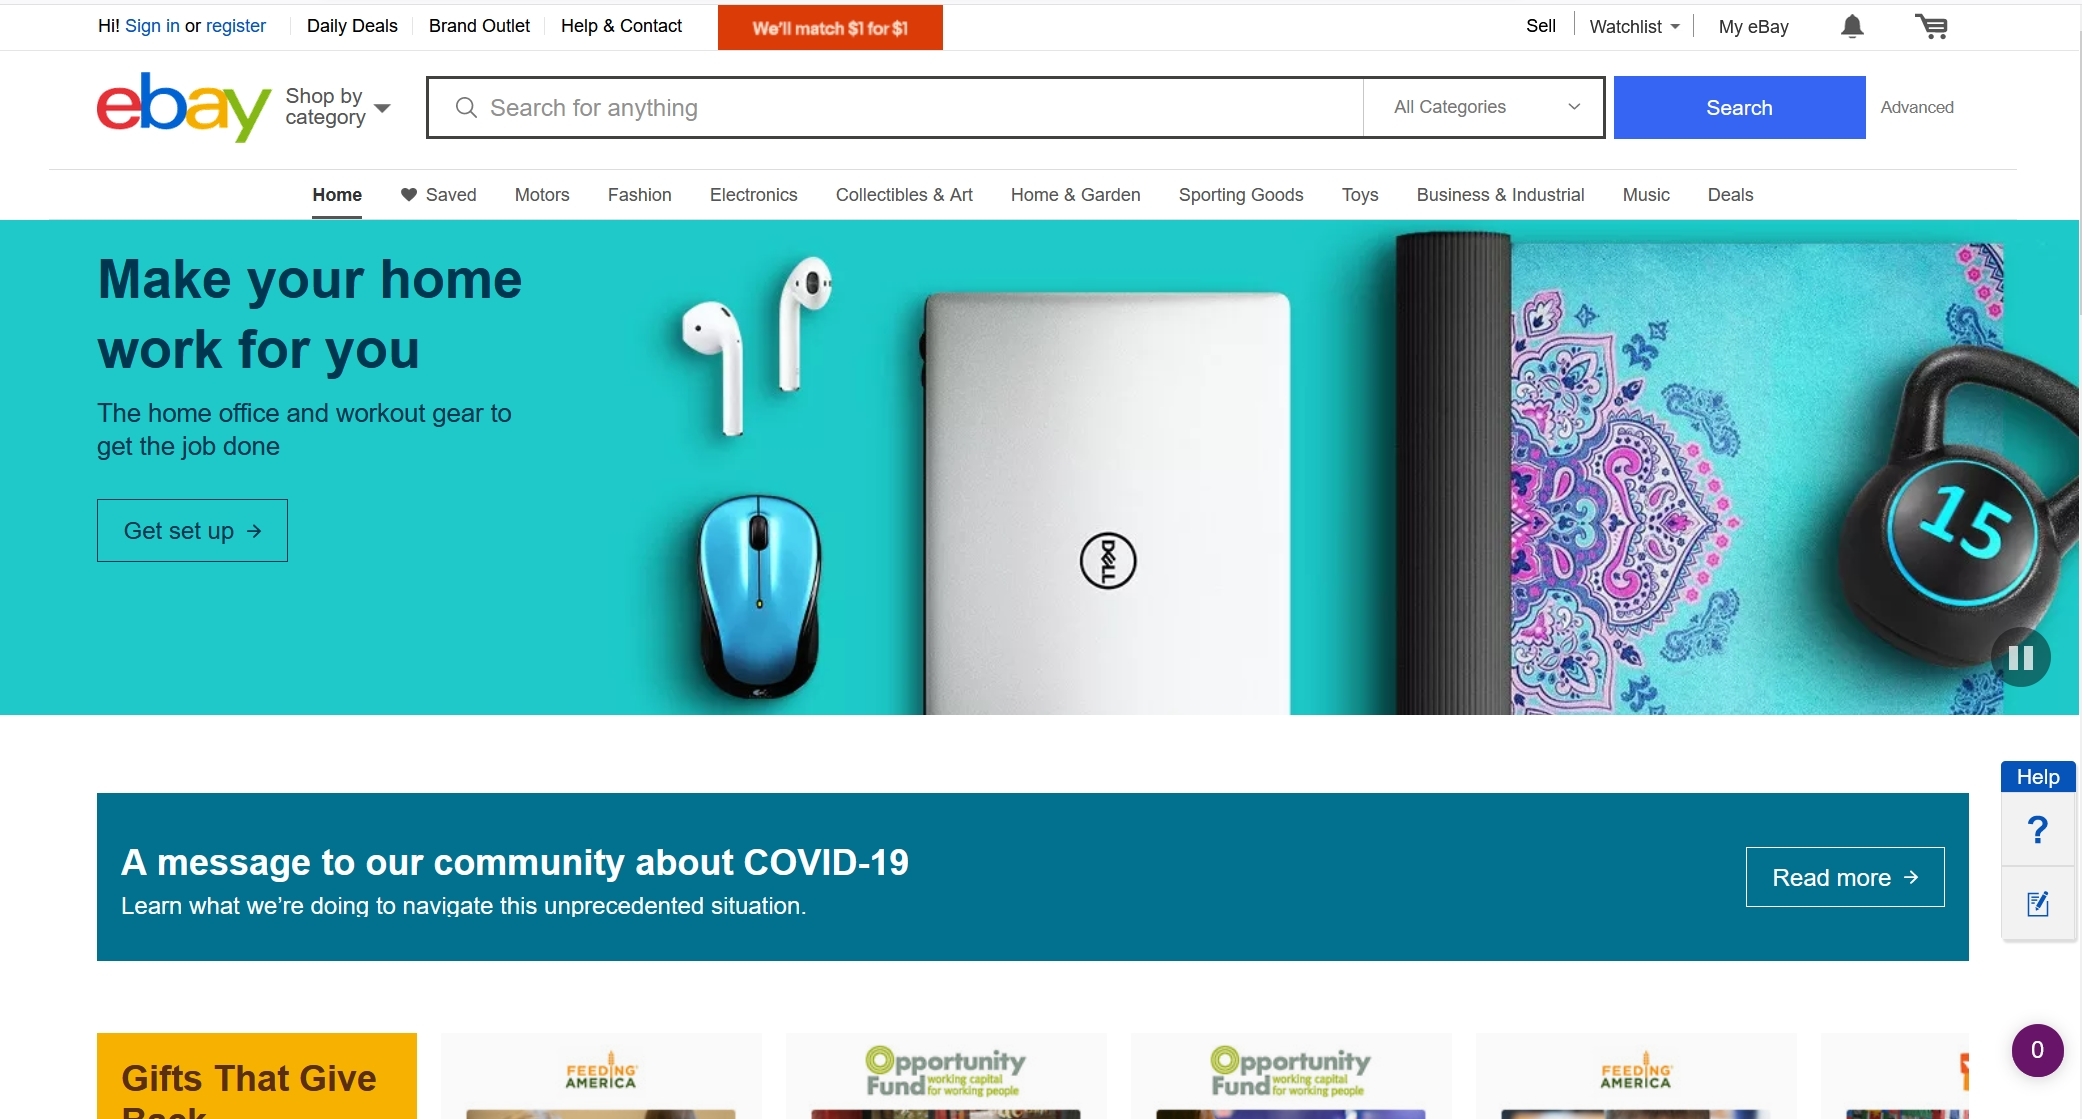 Hi! Sign in or register
Daily Deals
Brand Outlet
Help & Contact
We'll match $1 for $1
Sell
Watchlist
My eBay
ebay
Shop by
category
Search for anything
All Categories
Search
Advanced
Home
Saved
Motors
Fashion
Electronics
Collectibles & Art
Home & Garden
Sporting Goods
Toys
Business & Industrial
Music
Deals
Make your home
work for you
The home office and workout gear to
get the job done
Get set up
DELL
15
Help
?
A message to our community about COVID-19
Learn what we’re doing to navigate this unprecedented situation.
Read more
0
Gifts That Give
Back
FEEDING
AMERICA
Opportunity
Fund working capital
for working people
Opportunity
Fund working capital
for working people
FEEDING
AMERICA